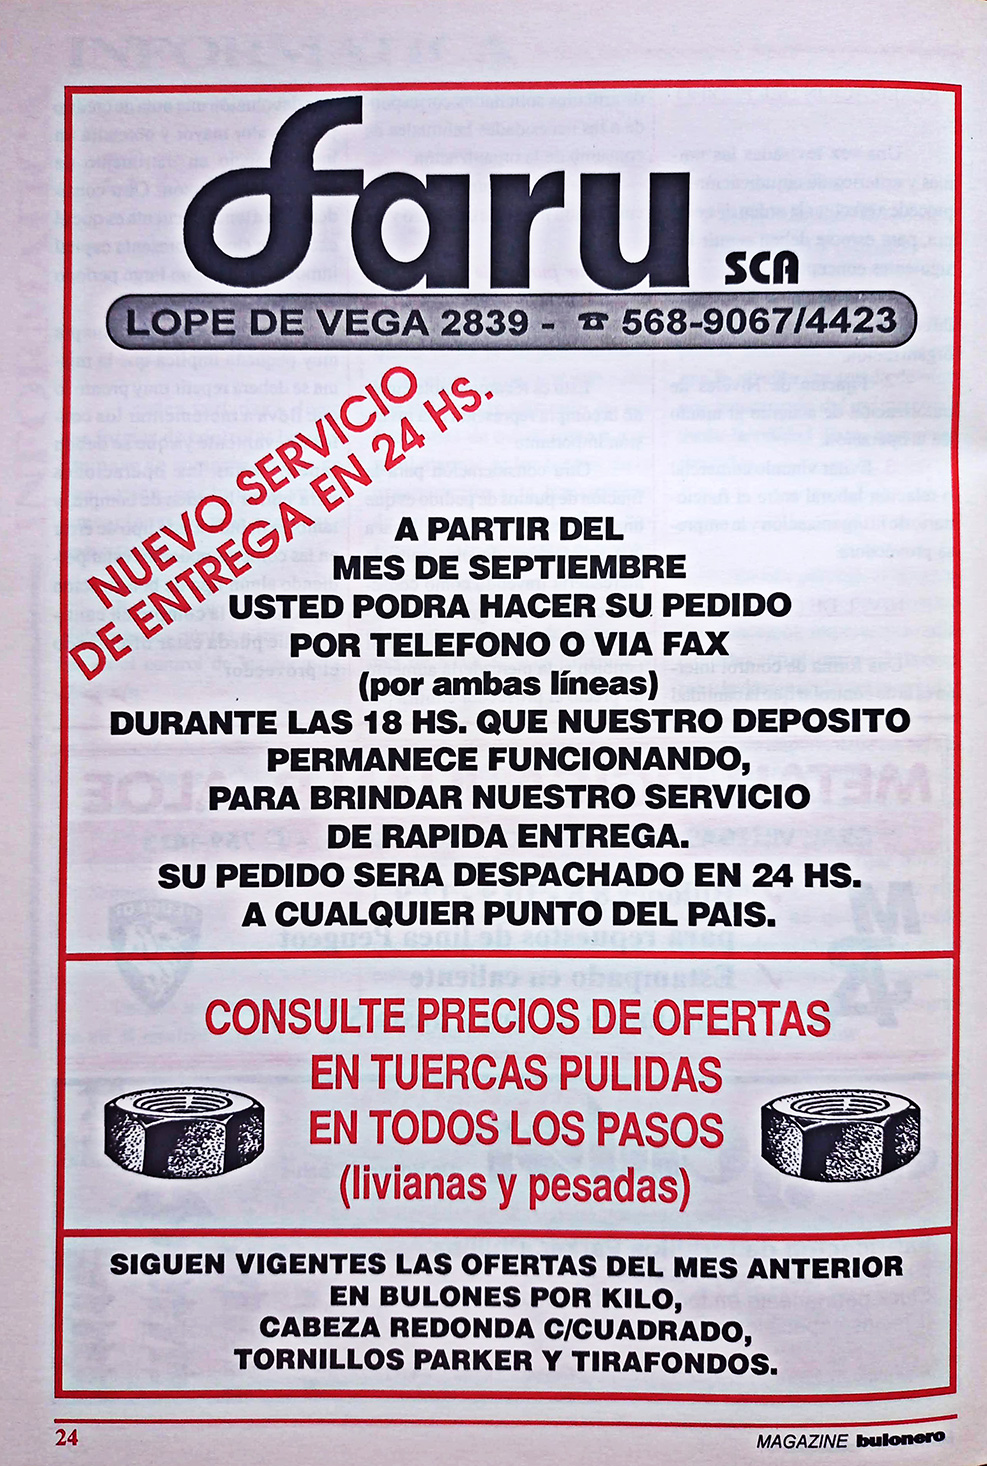 faru SCA
LOPE DE VEGA 2839 - ☎ 568-9067/4423
NUEVO SERVICIO
DE ENTREGA EN 24 HS.
A PARTIR DEL
MES DE SEPTIEMBRE
USTED PODRA HACER SU PEDIDO
POR TELEFONO O VIA FAX
(por ambas líneas)
DURANTE LAS 18 HS. QUE NUESTRO DEPOSITO
PERMANECE FUNCIONANDO,
PARA BRINDAR NUESTRO SERVICIO
DE RAPIDA ENTREGA.
SU PEDIDO SERA DESPACHADO EN 24 HS.
A CUALQUIER PUNTO DEL PAIS.
CONSULTE PRECIOS DE OFERTAS
EN TUERCAS PULIDAS
EN TODOS LOS PASOS
(livianas y pesadas)
SIGUEN VIGENTES LAS OFERTAS DEL MES ANTERIOR
EN BULONES POR KILO,
CABEZA REDONDA C/CUADRADO,
TORNILLOS PARKER Y TIRAFONDOS.
24
MAGAZINE bulonero